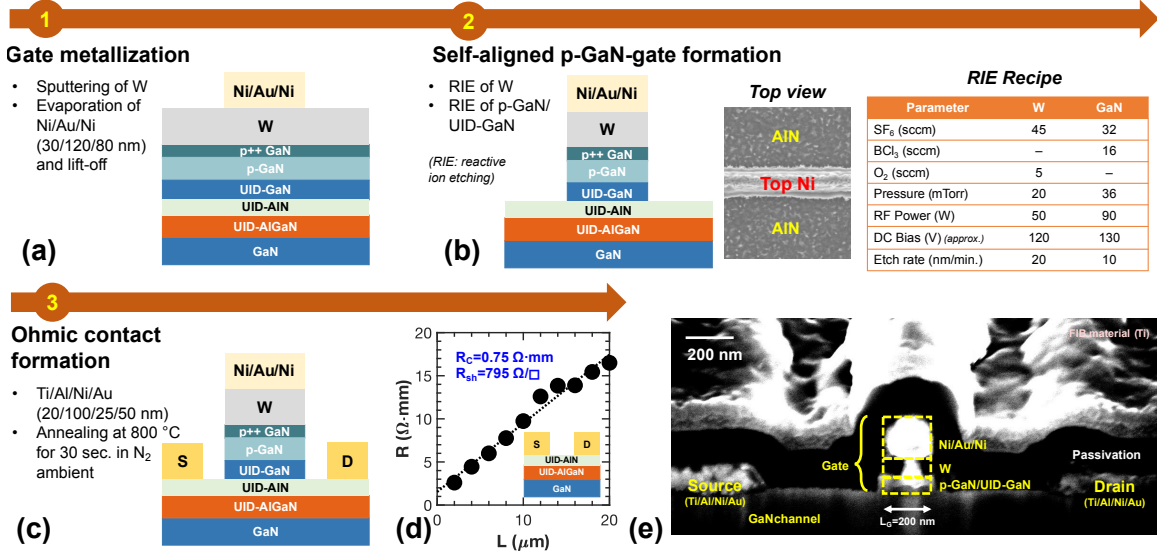 1
2
Gate metallization
• Sputtering of W
• Evaporation of
Ni/Au/Ni
(30/120/80 nm)
and lift-off
Ni/Au/Ni
W
p++ GaN
p-GaN
UID-GaN
UID-AlN
UID-AlGaN
GaN
(a)
Self-aligned p-GaN-gate formation
• RIE of W
• RIE of p-GaN/
UID-GaN
(RIE: reactive
ion etching)
Ni/Au/Ni
W
p++ GaN
p-GaN
UID-GaN
UID-AlN
UID-AlGaN
GaN
(b)
Top view
AlN
Top Ni
AlN
RIE Recipe
Parameter W GaN
SF6 (sccm) 45 32
BCl3 (sccm) – 16
O2 (sccm) 5 –
Pressure (mTorr) 20 36
RF Power (W) 50 90
DC Bias (V) (approx.) 120 130
Etch rate (nm/min.) 20 10
3
Ohmic contact
formation
• Ti/Al/Ni/Au
(20/100/25/50 nm)
• Annealing at 800 °C
for 30 sec. in N2
ambient
Ni/Au/Ni
W
p++ GaN
p-GaN
S
UID-GaN
D
UID-AlN
UID-AlGaN
GaN
(c)
20
15
10
5
0
R (Ω·mm)
RC=0.75 Ω·mm
Rsh=795 Ω/□
S D
UID-AlN
UID-AlGaN
GaN
0 10 20
L (μm)
(d)
200 nm
FIB material (Ti)
Gate
Ni/Au/Ni
W
p-GaN/UID-GaN
Passivation
Source
(Ti/Al/Ni/Au)
Drain
(Ti/Al/Ni/Au)
GaN channel
LG=200 nm
(e)